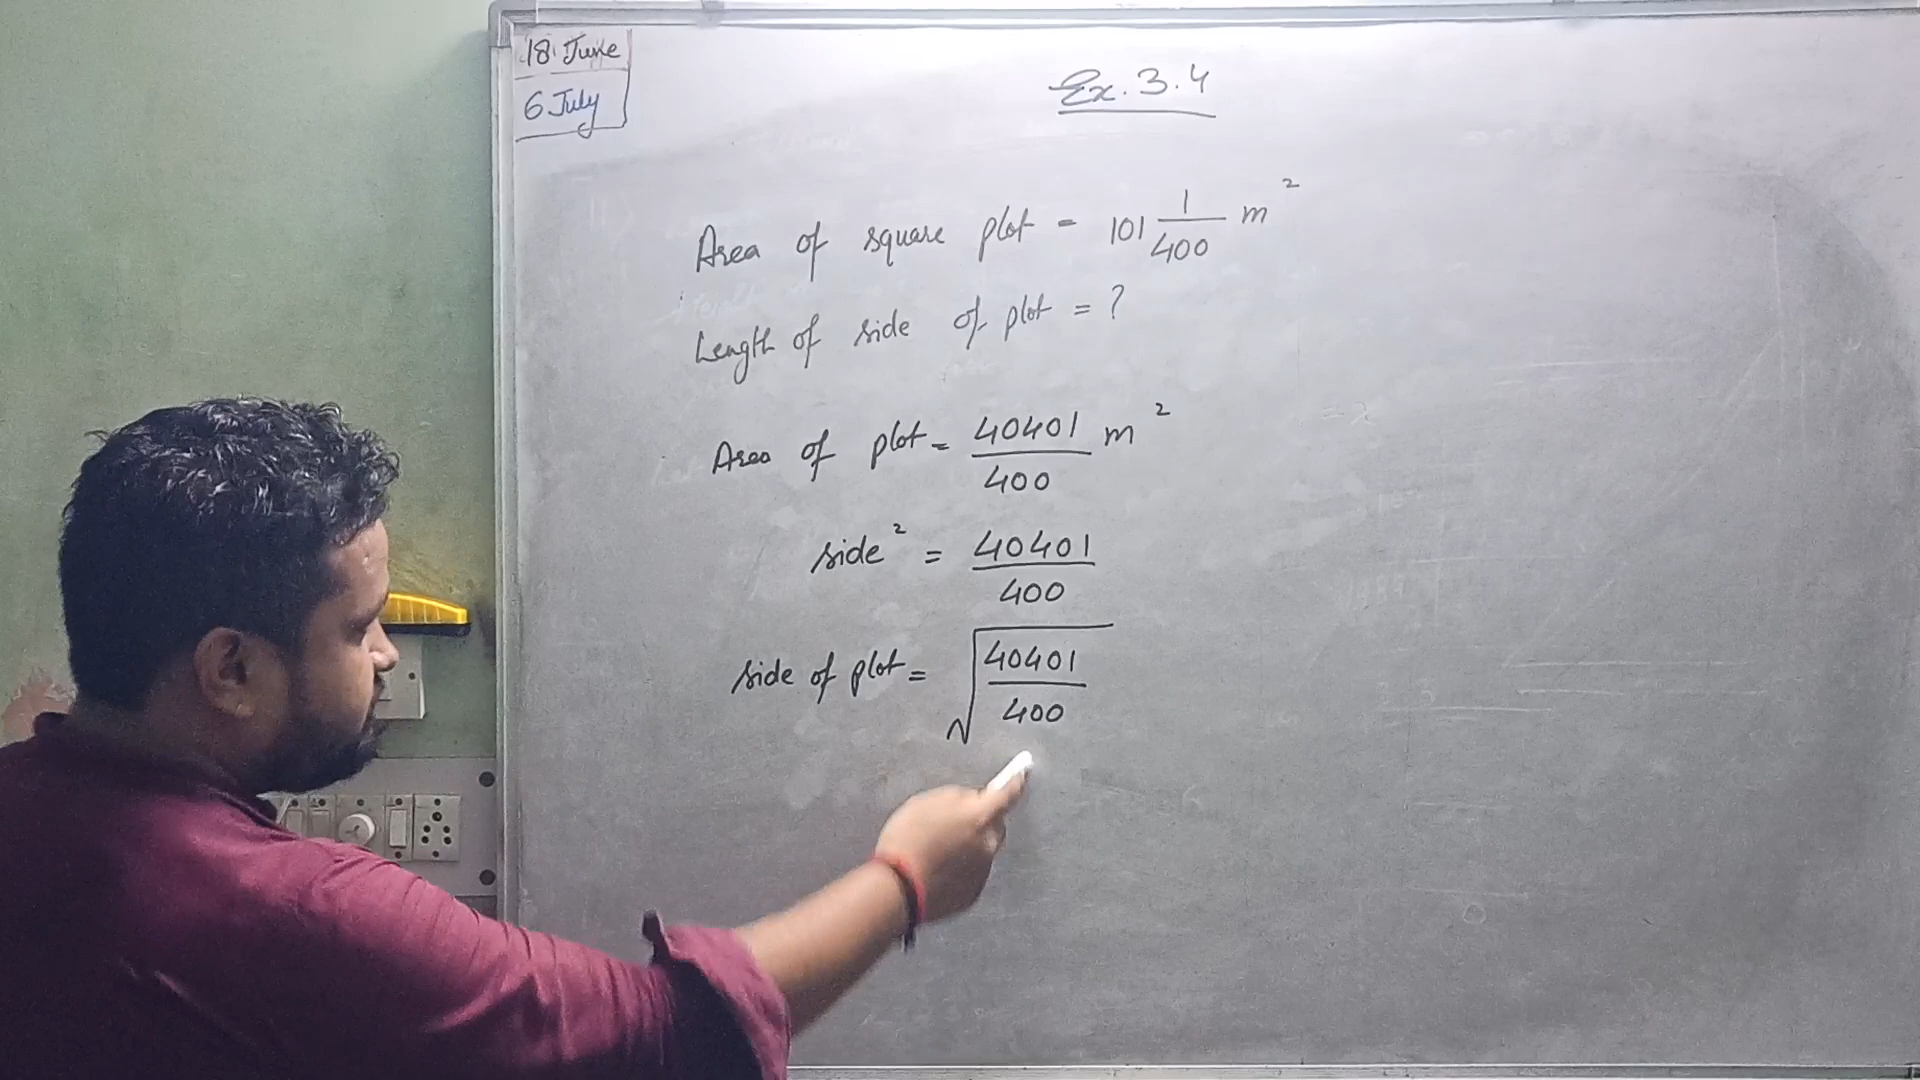 18 June
6 July
Ex. 3.4
Area of square plot = 101 1/400 m²
Length of side of plot = ?
Area of plot = 40401/400 m²
side² = 40401/400
side of plot = √(40401/400)